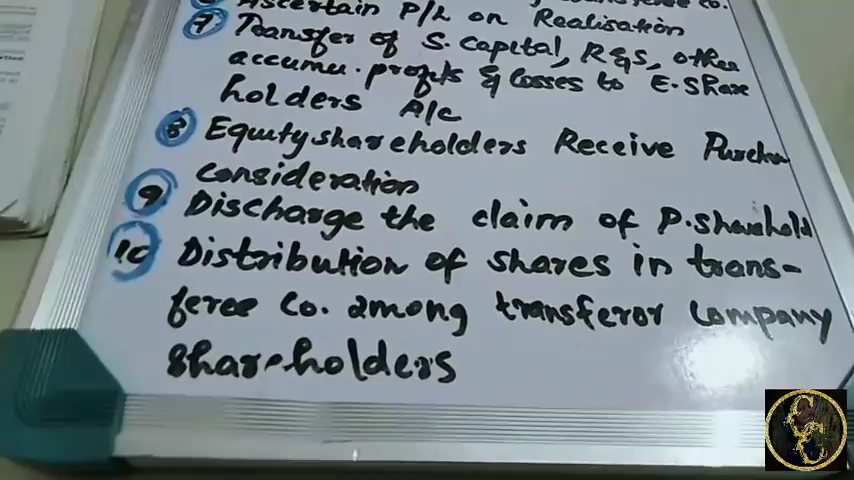 Ascertain P/L on Realisation
7 Transfer of S. Capital, R&S, other
accumu. profits & losses to E. Share
holders A/c
8 Equity shareholders Receive Purcha
Consideration
9 Discharge the claim of P. Sharehold
10 Distribution of shares in trans-
feree Co. among transferor Company
shareholders